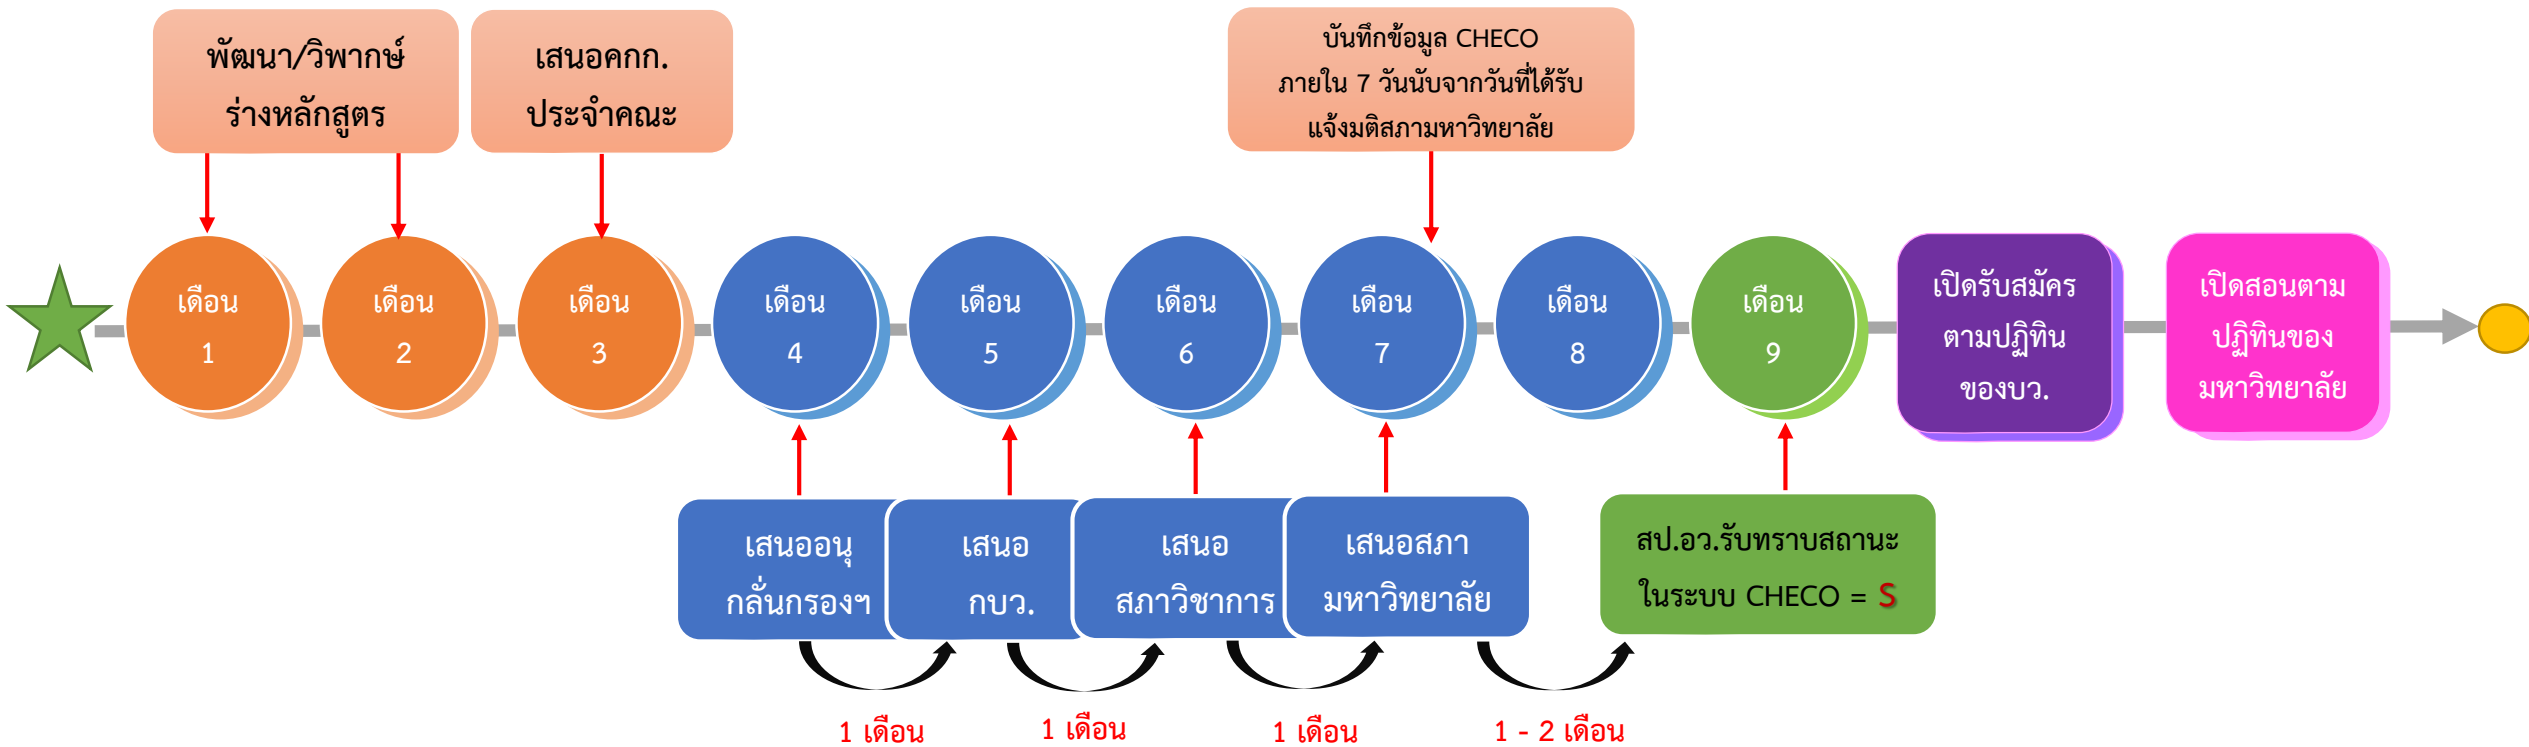 พัฒนา/วิพากษ์
ร่างหลักสูตร
เสนอคกก.
ประจำคณะ
บันทึกข้อมูล CHECO
ภายใน 7 วันนับจากวันที่ได้รับ
แจ้งมติสภามหาวิทยาลัย
เดือน
1
เดือน
2
เดือน
3
เดือน
4
เดือน
5
เดือน
6
เดือน
7
เดือน
8
เดือน
9
เปิดรับสมัคร
ตามปฏิทิน
ของบว.
เปิดสอนตาม
ปฏิทินของ
มหาวิทยาลัย
เสนออนุ
กลั่นกรองฯ
เสนอ
กบว.
เสนอ
สภาวิชาการ
เสนอสภา
มหาวิทยาลัย
สป.อว.รับทราบสถานะ
ในระบบ CHECO = S
1 เดือน
1 เดือน
1 เดือน
1 - 2 เดือน